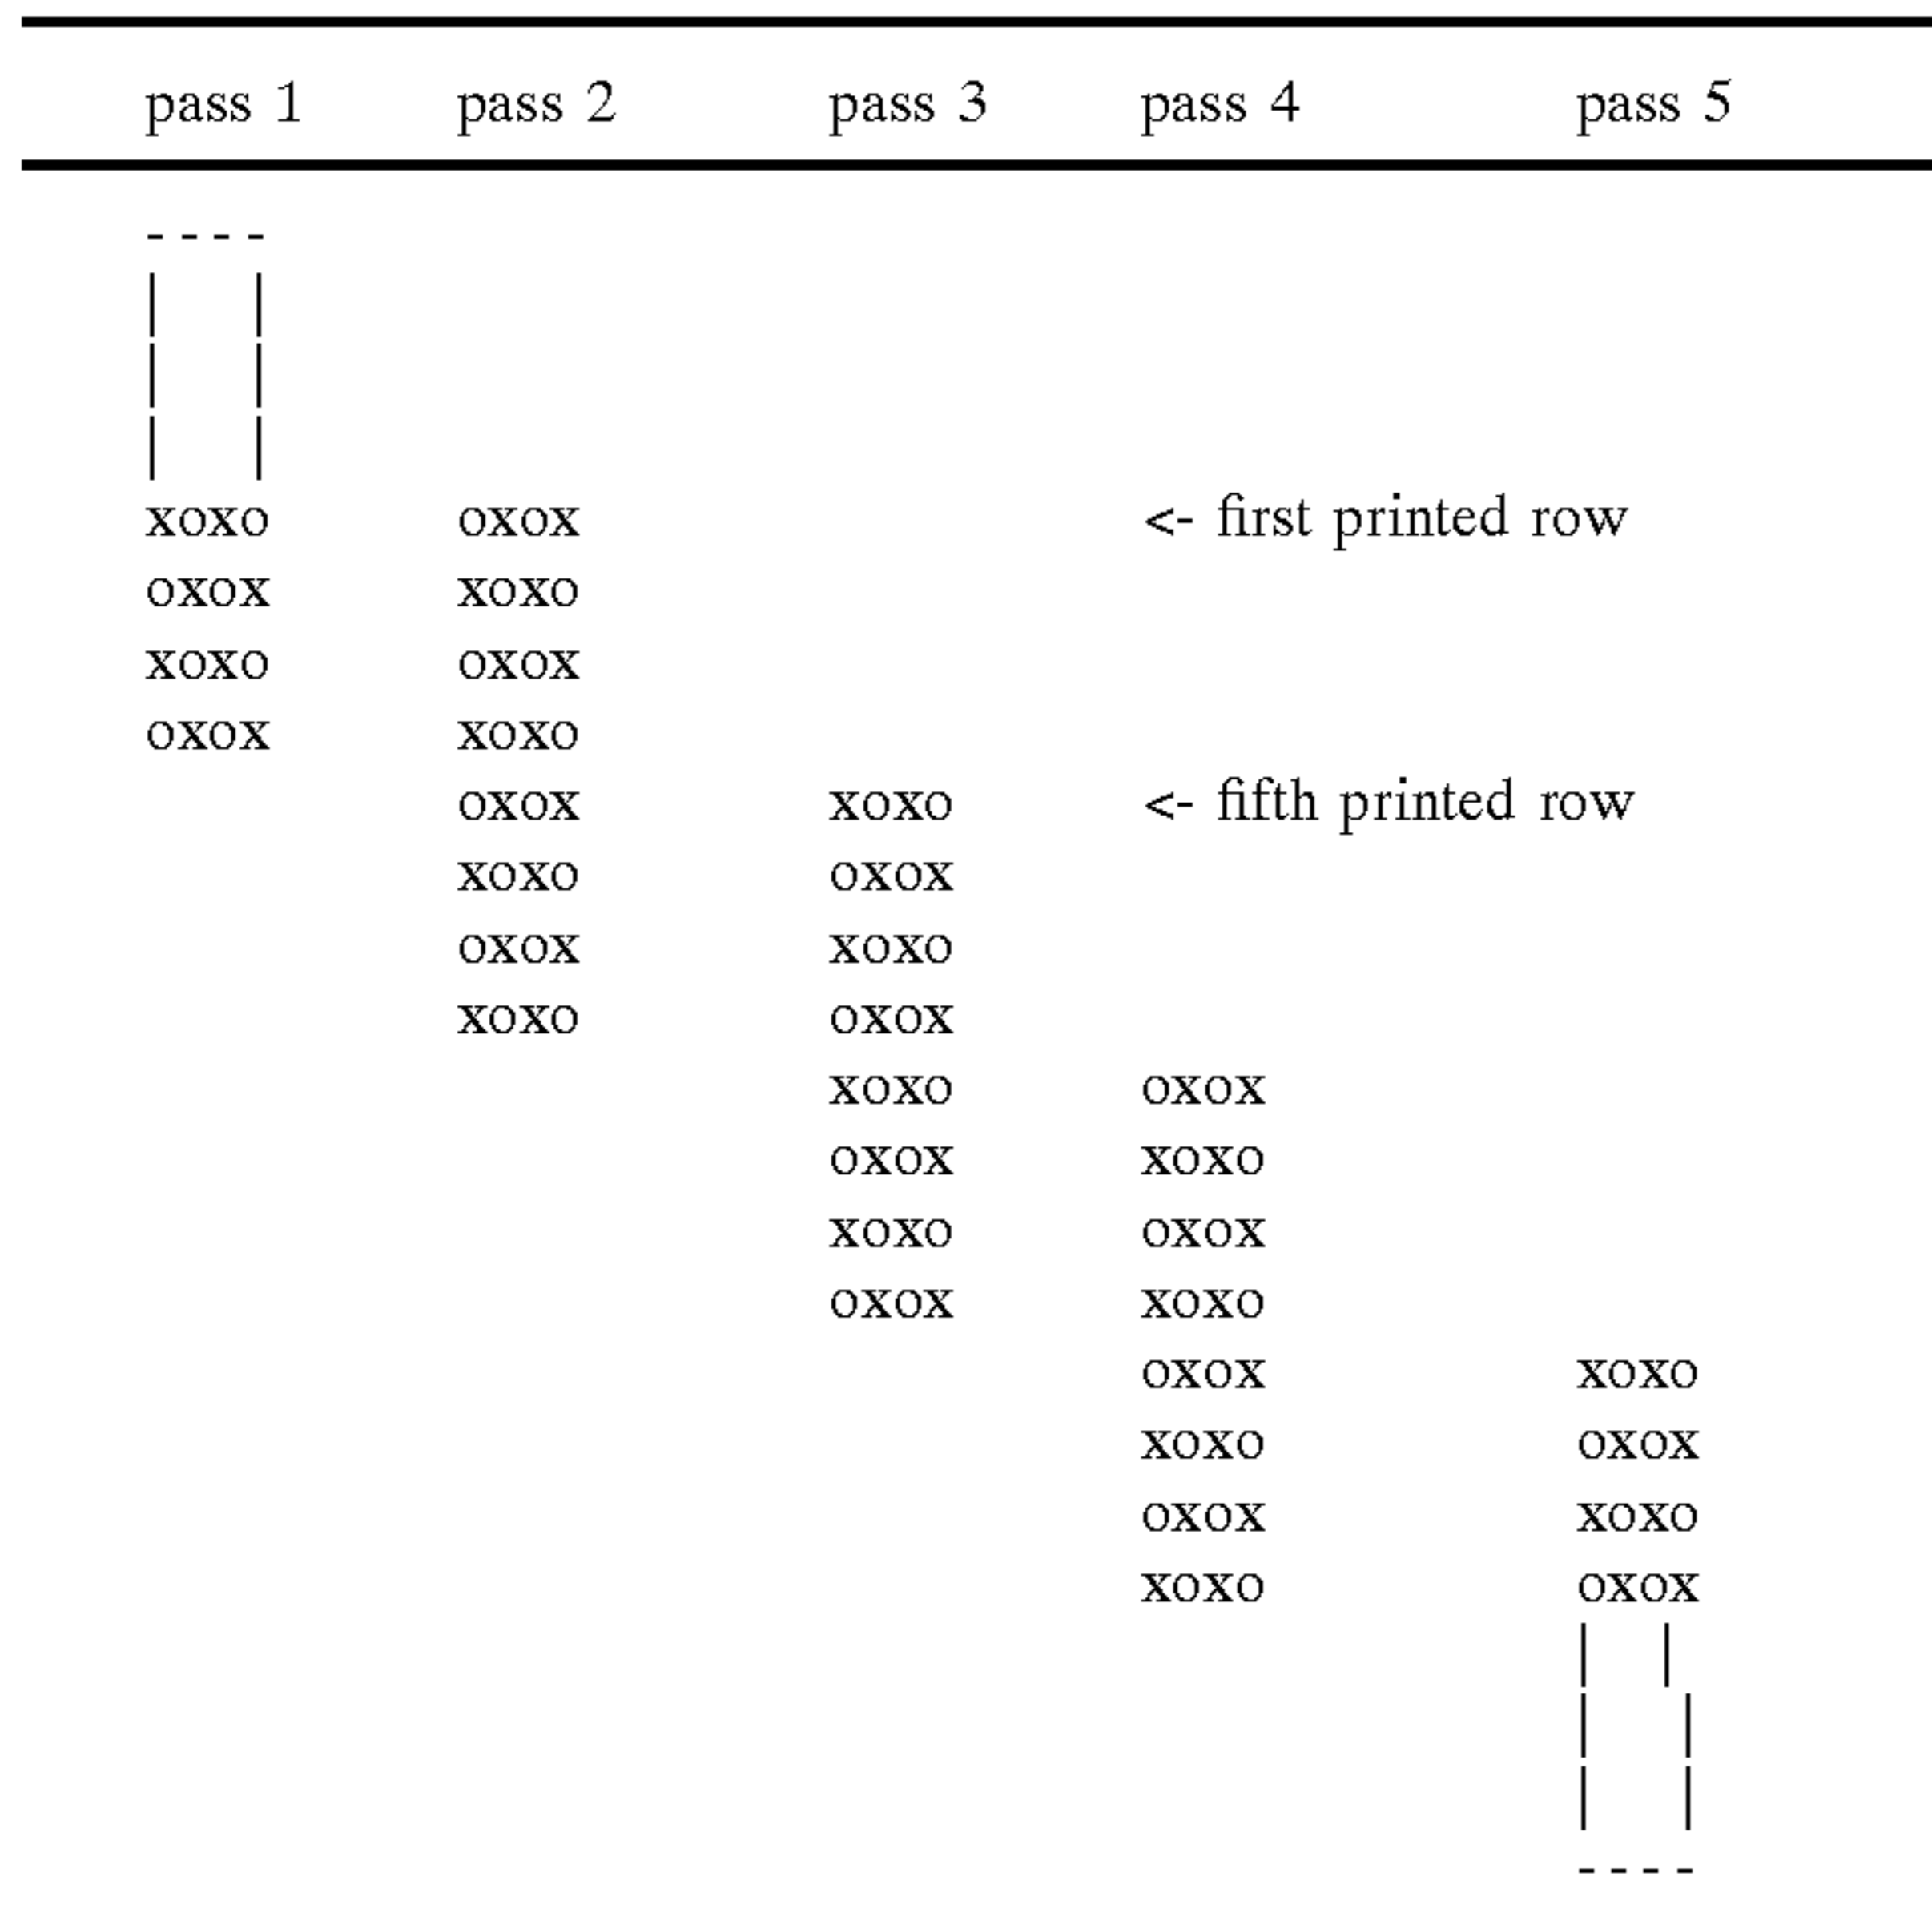 pass 1 pass 2 pass 3 pass 4 pass 5
- - - -
| |
| |
| |
xoxo oxox <- first printed row
oxox xoxo
xoxo oxox
oxox xoxo
oxox xoxo <- fifth printed row
xoxo oxox
oxox xoxo
xoxo oxox
xoxo oxox
oxox xoxo
xoxo oxox
oxox xoxo
oxox xoxo
xoxo oxox
oxox xoxo
xoxo oxox
| |
| |
| |
- - - -